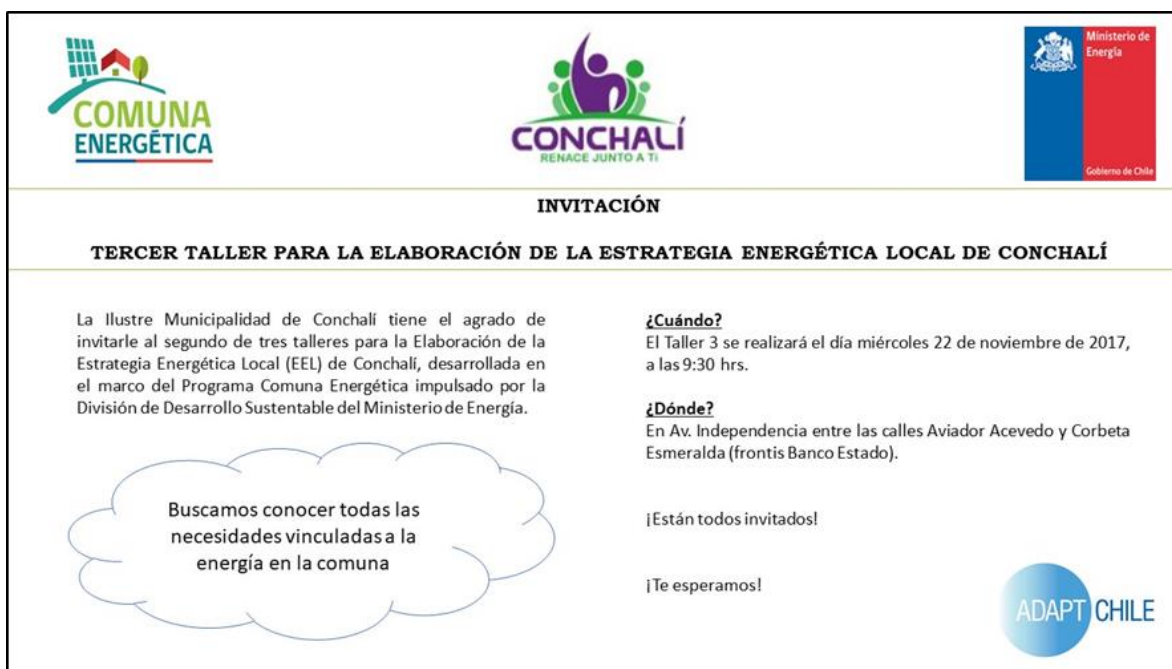 COMUNA
ENERGÉTICA
CONCHALÍ
RENACE JUNTO A TI
Ministerio de
Energía
Gobierno de Chile
INVITACIÓN
TERCER TALLER PARA LA ELABORACIÓN DE LA ESTRATEGIA ENERGÉTICA LOCAL DE CONCHALÍ
La Ilustre Municipalidad de Conchalí tiene el agrado de
invitarle al segundo de tres talleres para la Elaboración de la
Estrategia Energética Local (EEL) de Conchalí, desarrollada en
el marco del Programa Comuna Energética impulsado por la
División de Desarrollo Sustentable del Ministerio de Energía.
Buscamos conocer todas las
necesidades vinculadas a la
energía en la comuna
¿Cuándo?
El Taller 3 se realizará el día miércoles 22 de noviembre de 2017,
a las 9:30 hrs.
¿Dónde?
En Av. Independencia entre las calles Aviador Acevedo y Corbeta
Esmeralda (frontis Banco Estado).
¡Están todos invitados!
¡Te esperamos!
ADAPT CHILE